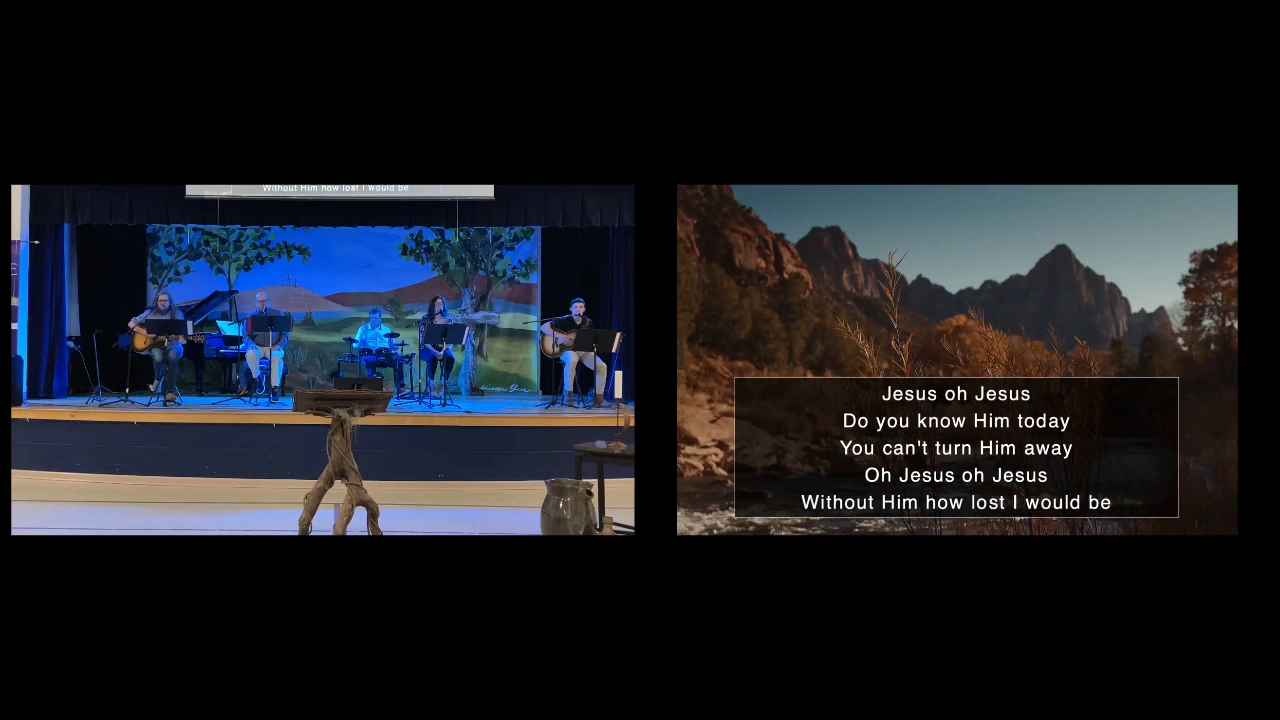 Without Him how lost I would be
Jesus oh Jesus
Do you know Him today
You can't turn Him away
Oh Jesus oh Jesus
Without Him how lost I would be